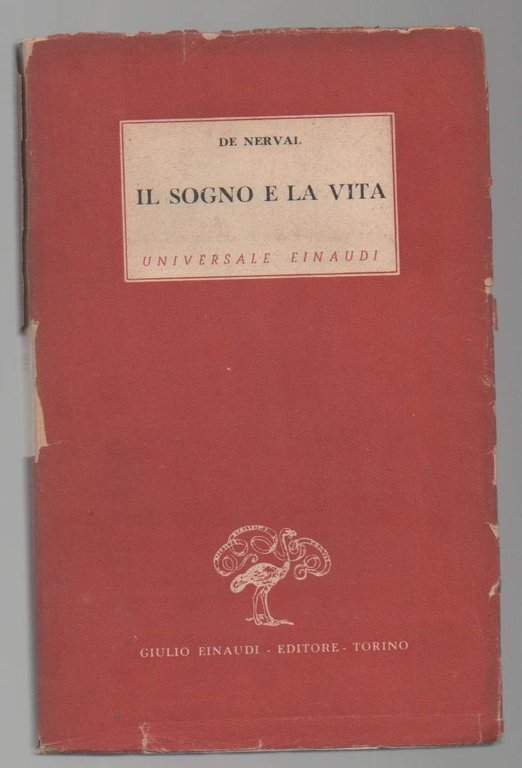 DE NERVAL
IL SOGNO E LA VITA
UNIVERSALE EINAUDI
GIULIO EINAUDI - EDITORE - TORINO